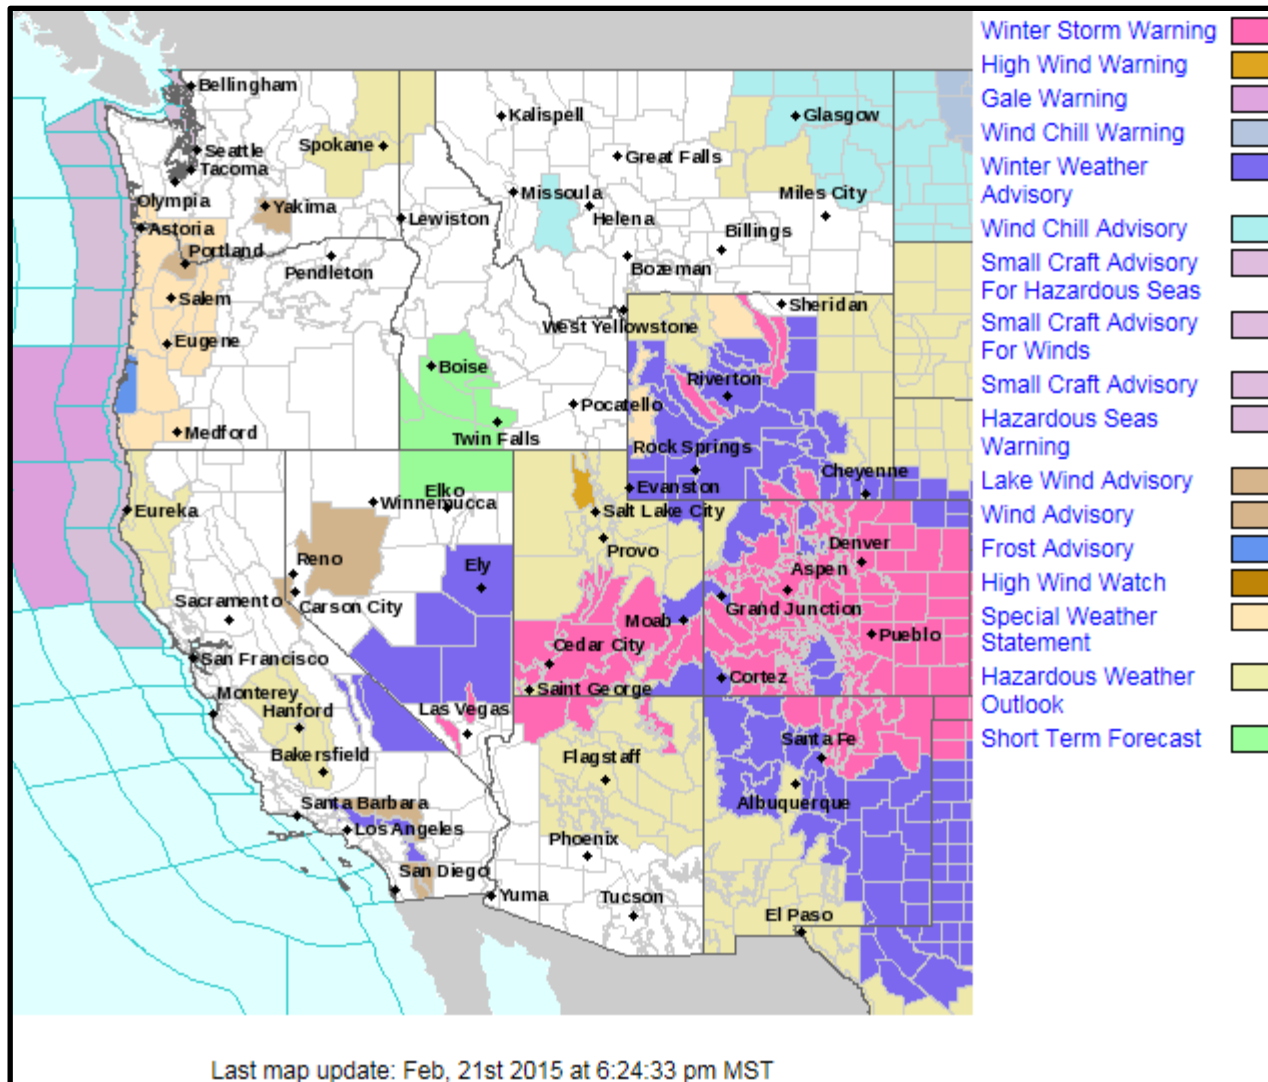 Winter Storm Warning
High Wind Warning
Gale Warning
Wind Chill Warning
Winter Weather
Advisory
Wind Chill Advisory
Small Craft Advisory
For Hazardous Seas
Small Craft Advisory
For Winds
Small Craft Advisory
Hazardous Seas
Warning
Lake Wind Advisory
Wind Advisory
Frost Advisory
High Wind Watch
Special Weather
Statement
Hazardous Weather
Outlook
Short Term Forecast
Bellingham
Kalispell
Glasgow
Seattle
Spokane
Great Falls
Tacoma
Missoula
Miles City
Olympia
Yakima
Lewiston
Helena
Astoria
Billings
Portland
Pendleton
Bozeman
Salem
Sheridan
West Yellowstone
Eugene
Boise
Riverton
Pocatello
Medford
Twin Falls
Rock Springs
Cheyenne
Elko
Evanston
Winnemucca
Eureka
Salt Lake City
Provo
Denver
Reno
Ely
Aspen
Sacramento
Carson City
Grand Junction
Moab
Pueblo
Cedar City
San Francisco
Cortez
Saint George
Monterey
Hanford
Las Vegas
Santa Fe
Bakersfield
Flagstaff
Santa Barbara
Albuquerque
Los Angeles
Phoenix
San Diego
Yuma
Tucson
El Paso
Last map update: Feb, 21st 2015 at 6:24:33 pm MST